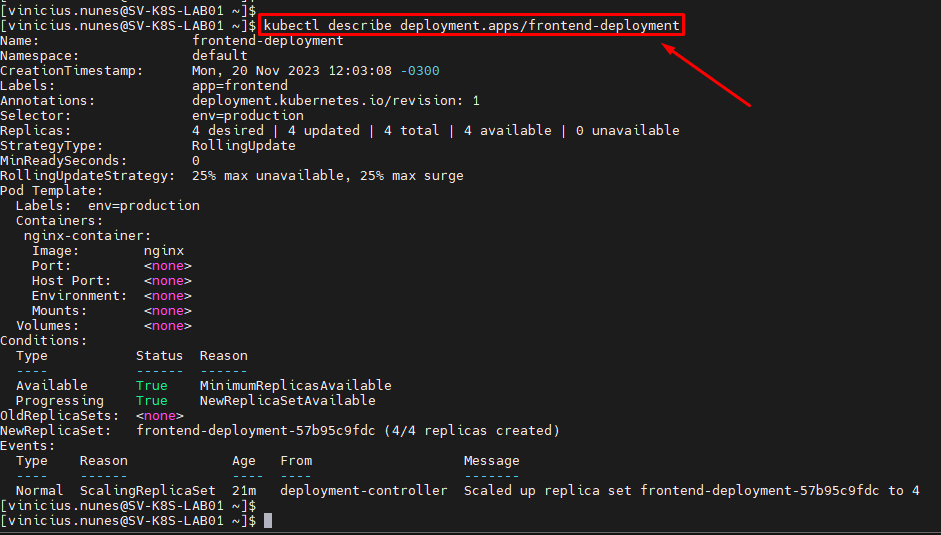 [vinicius.nunes@SV-K8S-LAB01 ~]$
[vinicius.nunes@SV-K8S-LAB01 ~]$ kubectl describe deployment.apps/frontend-deployment
Name:                   frontend-deployment
Namespace:              default
CreationTimestamp:      Mon, 20 Nov 2023 12:03:08 -0300
Labels:                 app=frontend
Annotations:            deployment.kubernetes.io/revision: 1
Selector:               env=production
Replicas:               4 desired | 4 updated | 4 total | 4 available | 0 unavailable
StrategyType:           RollingUpdate
MinReadySeconds:        0
RollingUpdateStrategy:  25% max unavailable, 25% max surge
Pod Template:
  Labels:  env=production
  Containers:
   nginx-container:
    Image:        nginx
    Port:         <none>
    Host Port:    <none>
    Environment:  <none>
    Mounts:       <none>
  Volumes:        <none>
Conditions:
  Type           Status  Reason
  ----           ------  ------
  Available      True    MinimumReplicasAvailable
  Progressing    True    NewReplicaSetAvailable
OldReplicaSets:  <none>
NewReplicaSet:   frontend-deployment-57b95c9fdc (4/4 replicas created)
Events:
  Type    Reason             Age   From                   Message
  ----    ------             ----  ----                   -------
  Normal  ScalingReplicaSet  21m   deployment-controller  Scaled up replica set frontend-deployment-57b95c9fdc to 4
[vinicius.nunes@SV-K8S-LAB01 ~]$
[vinicius.nunes@SV-K8S-LAB01 ~]$